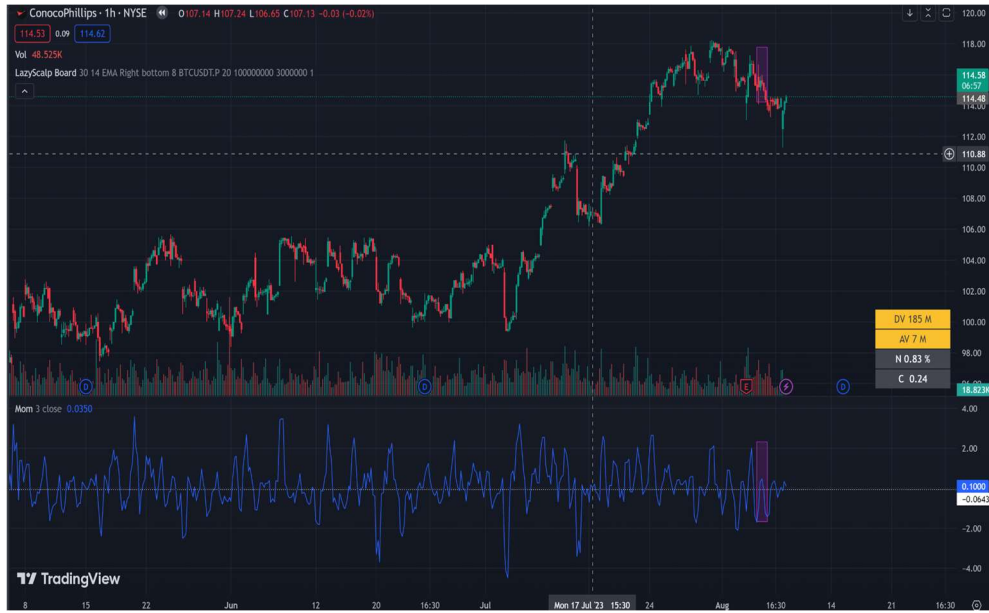 ConocoPhillips · 1h · NYSE O107.14 H107.24 L106.65 C107.13 -0.03 (-0.02%)
114.53 0.09 114.62
Vol 48.525K
LazyScalp Board 30 14 EMA Right bottom 8 BTCUSDT.P 20 100000000 3000000 1
120.00
118.00
114.58
06:57
114.48
114.00
112.00
110.88
110.00
108.00
106.00
104.00
102.00
100.00
98.00
96.00
18.823K
DV 185 M
AV 7 M
N 0.83 %
C 0.24
D
D
E
D
Mom 3 close 0.0350
4.00
2.00
0.1000
-0.0643
-2.00
-4.00
TradingView
8 15 22 Jun 12 20 16:30 Jul Mon 17 Jul '23 15:30 24 Aug 16:30 14 21 16:30